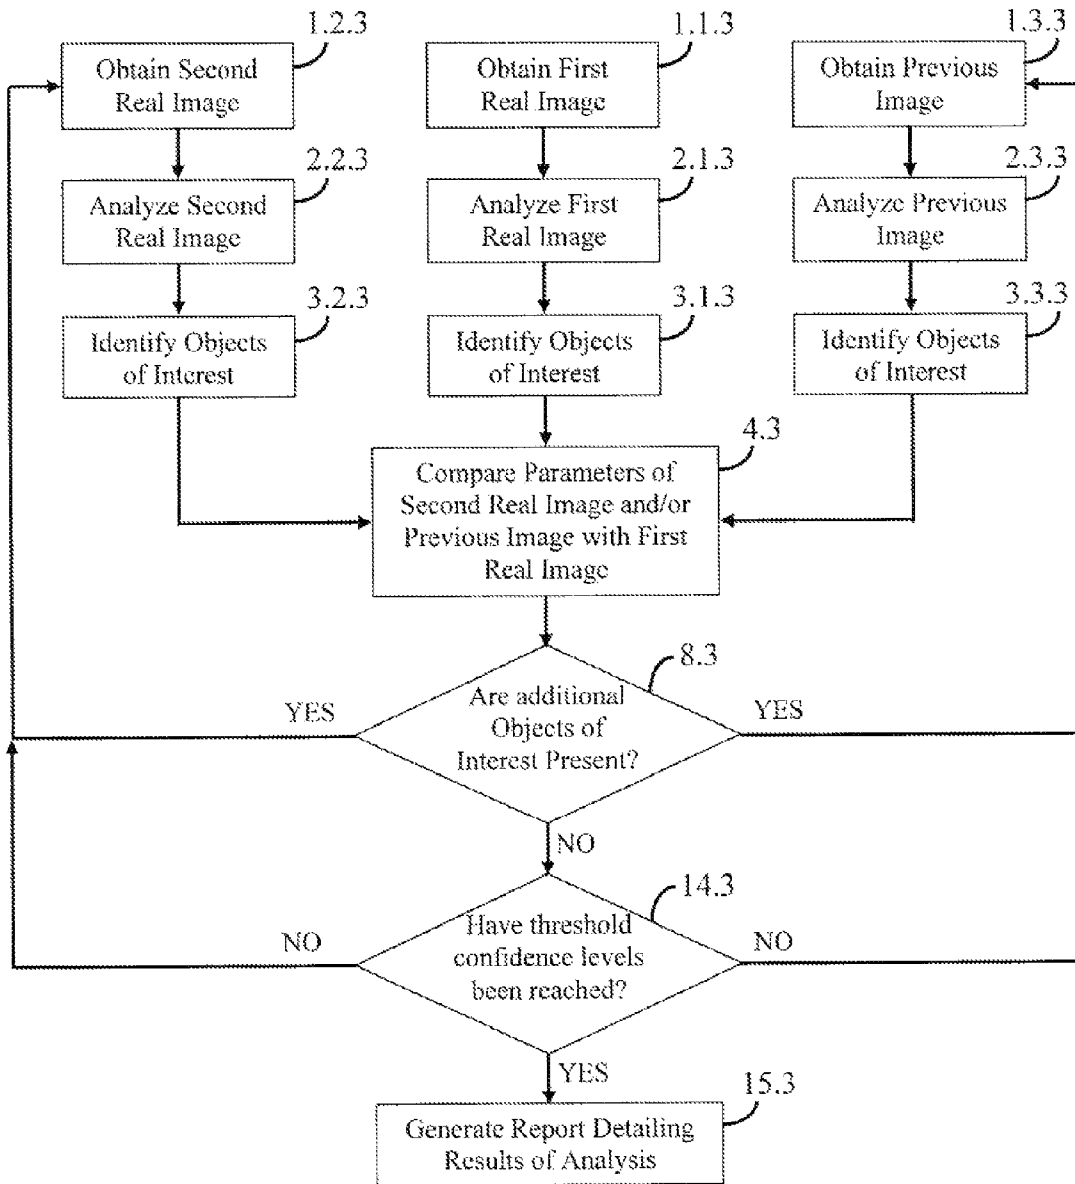 1.2.3
Obtain Second
Real Image
1.1.3
Obtain First
Real Image
1.3.3
Obtain Previous
Image
2.2.3
Analyze Second
Real Image
2.1.3
Analyze First
Real Image
2.3.3
Analyze Previous
Image
3.2.3
Identify Objects
of Interest
3.1.3
Identify Objects
of Interest
3.3.3
Identify Objects
of Interest
4.3
Compare Parameters of
Second Real Image and/or
Previous Image with First
Real Image
8.3
YES
Are additional
Objects of
Interest Present?
YES
NO
14.3
NO
Have threshold
confidence levels
been reached?
NO
YES
15.3
Generate Report Detailing
Results of Analysis